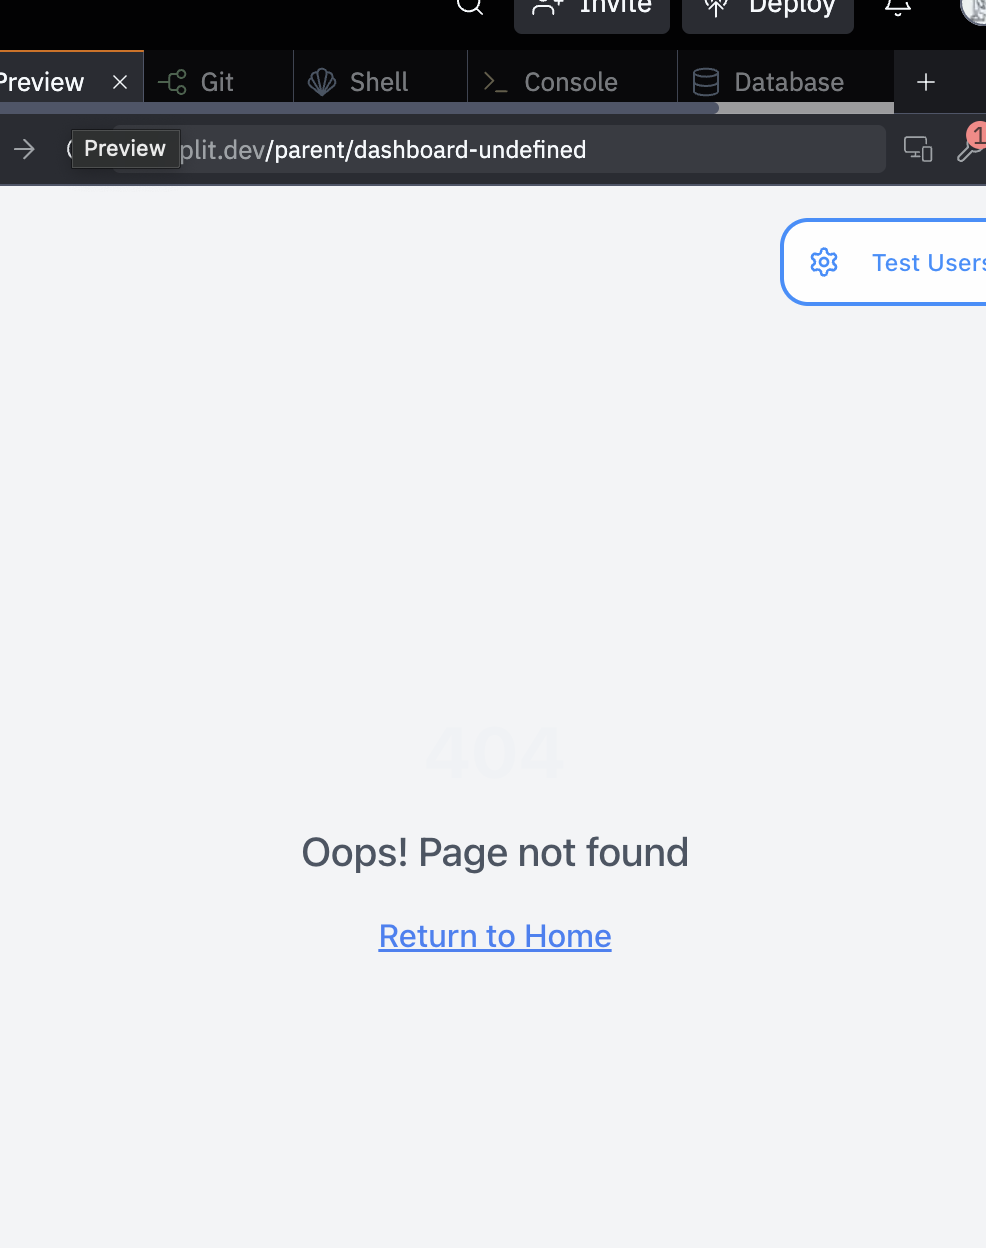 Invite
Deploy
Preview
Git
Shell
Console
Database
Preview
plit.dev/parent/dashboard-undefined
1
Test Users
404
Oops! Page not found
Return to Home